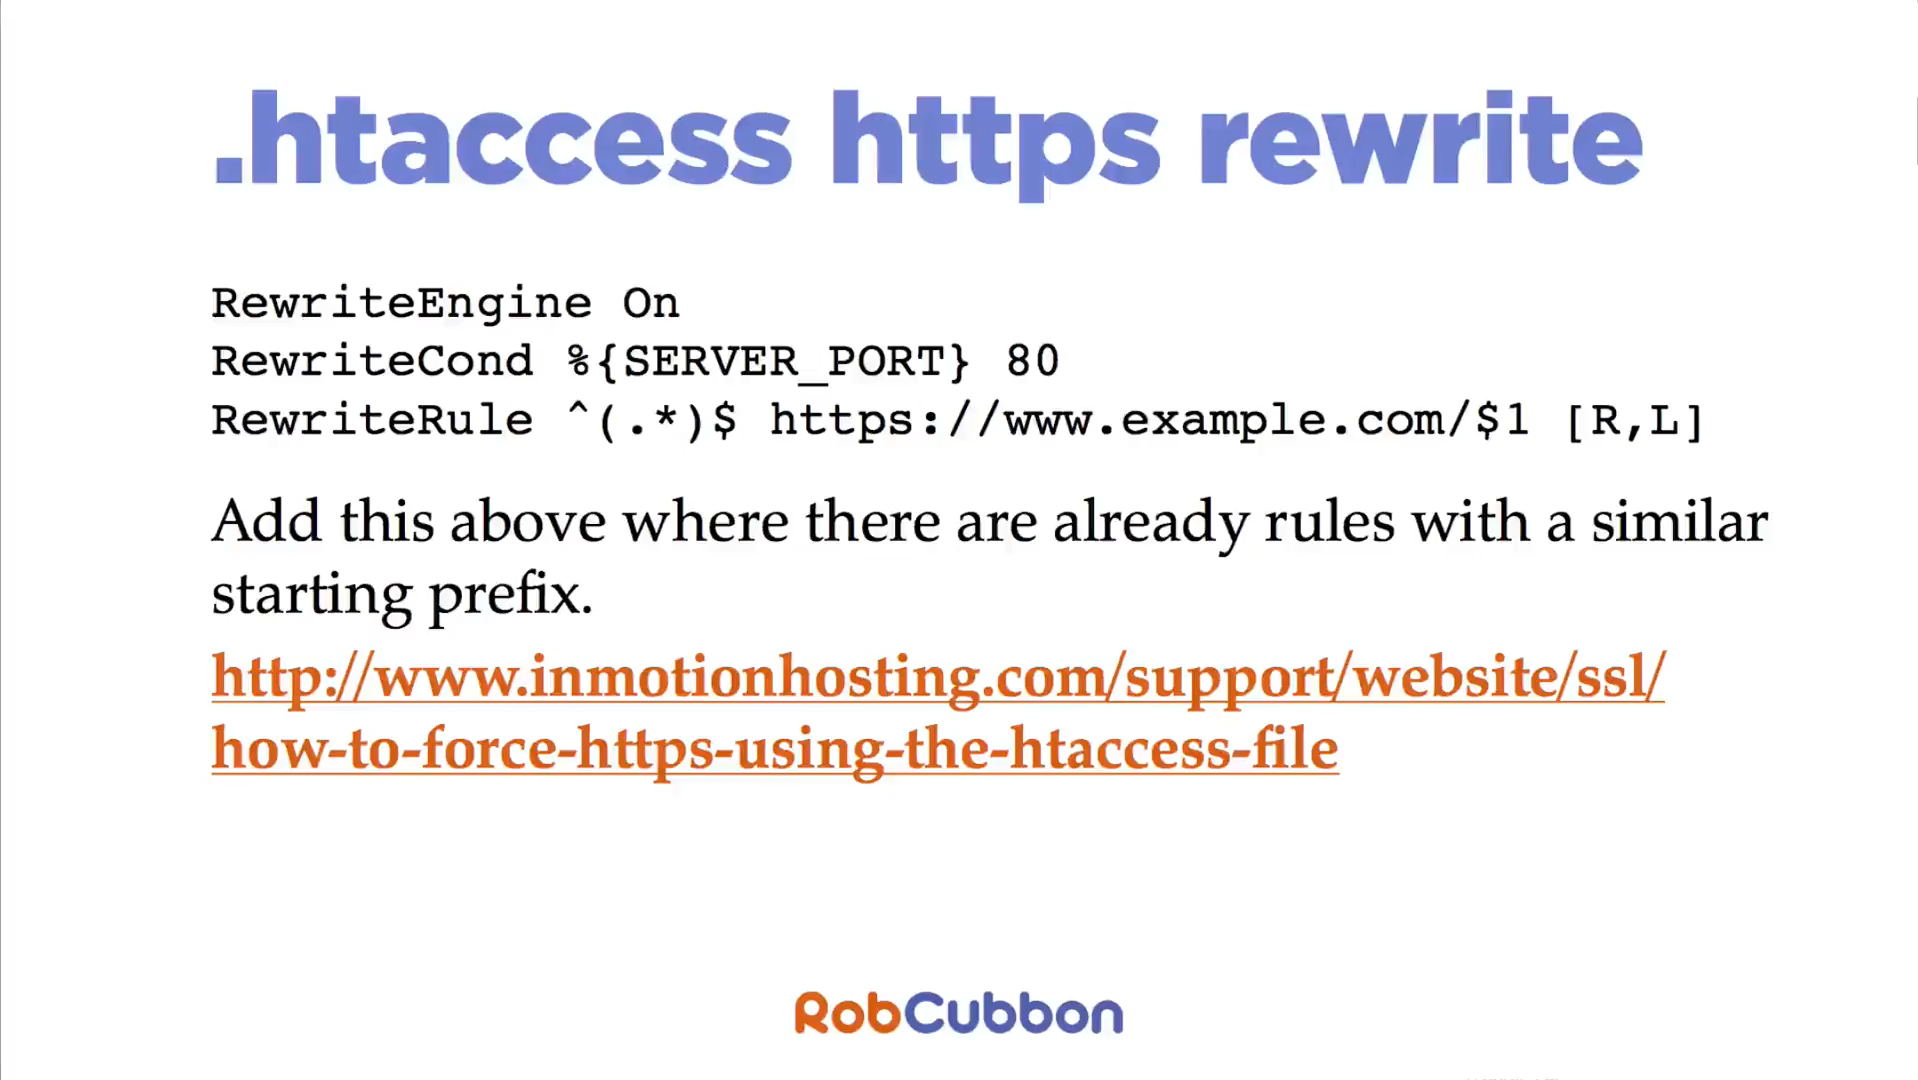 .htaccess https rewrite
RewriteEngine On
RewriteCond %{SERVER_PORT} 80
RewriteRule ^(.*)$ https://www.example.com/$1 [R,L]
Add this above where there are already rules with a similar
starting prefix.
http://www.inmotionhosting.com/support/website/ssl/
how-to-force-https-using-the-htaccess-file
RobCubbon